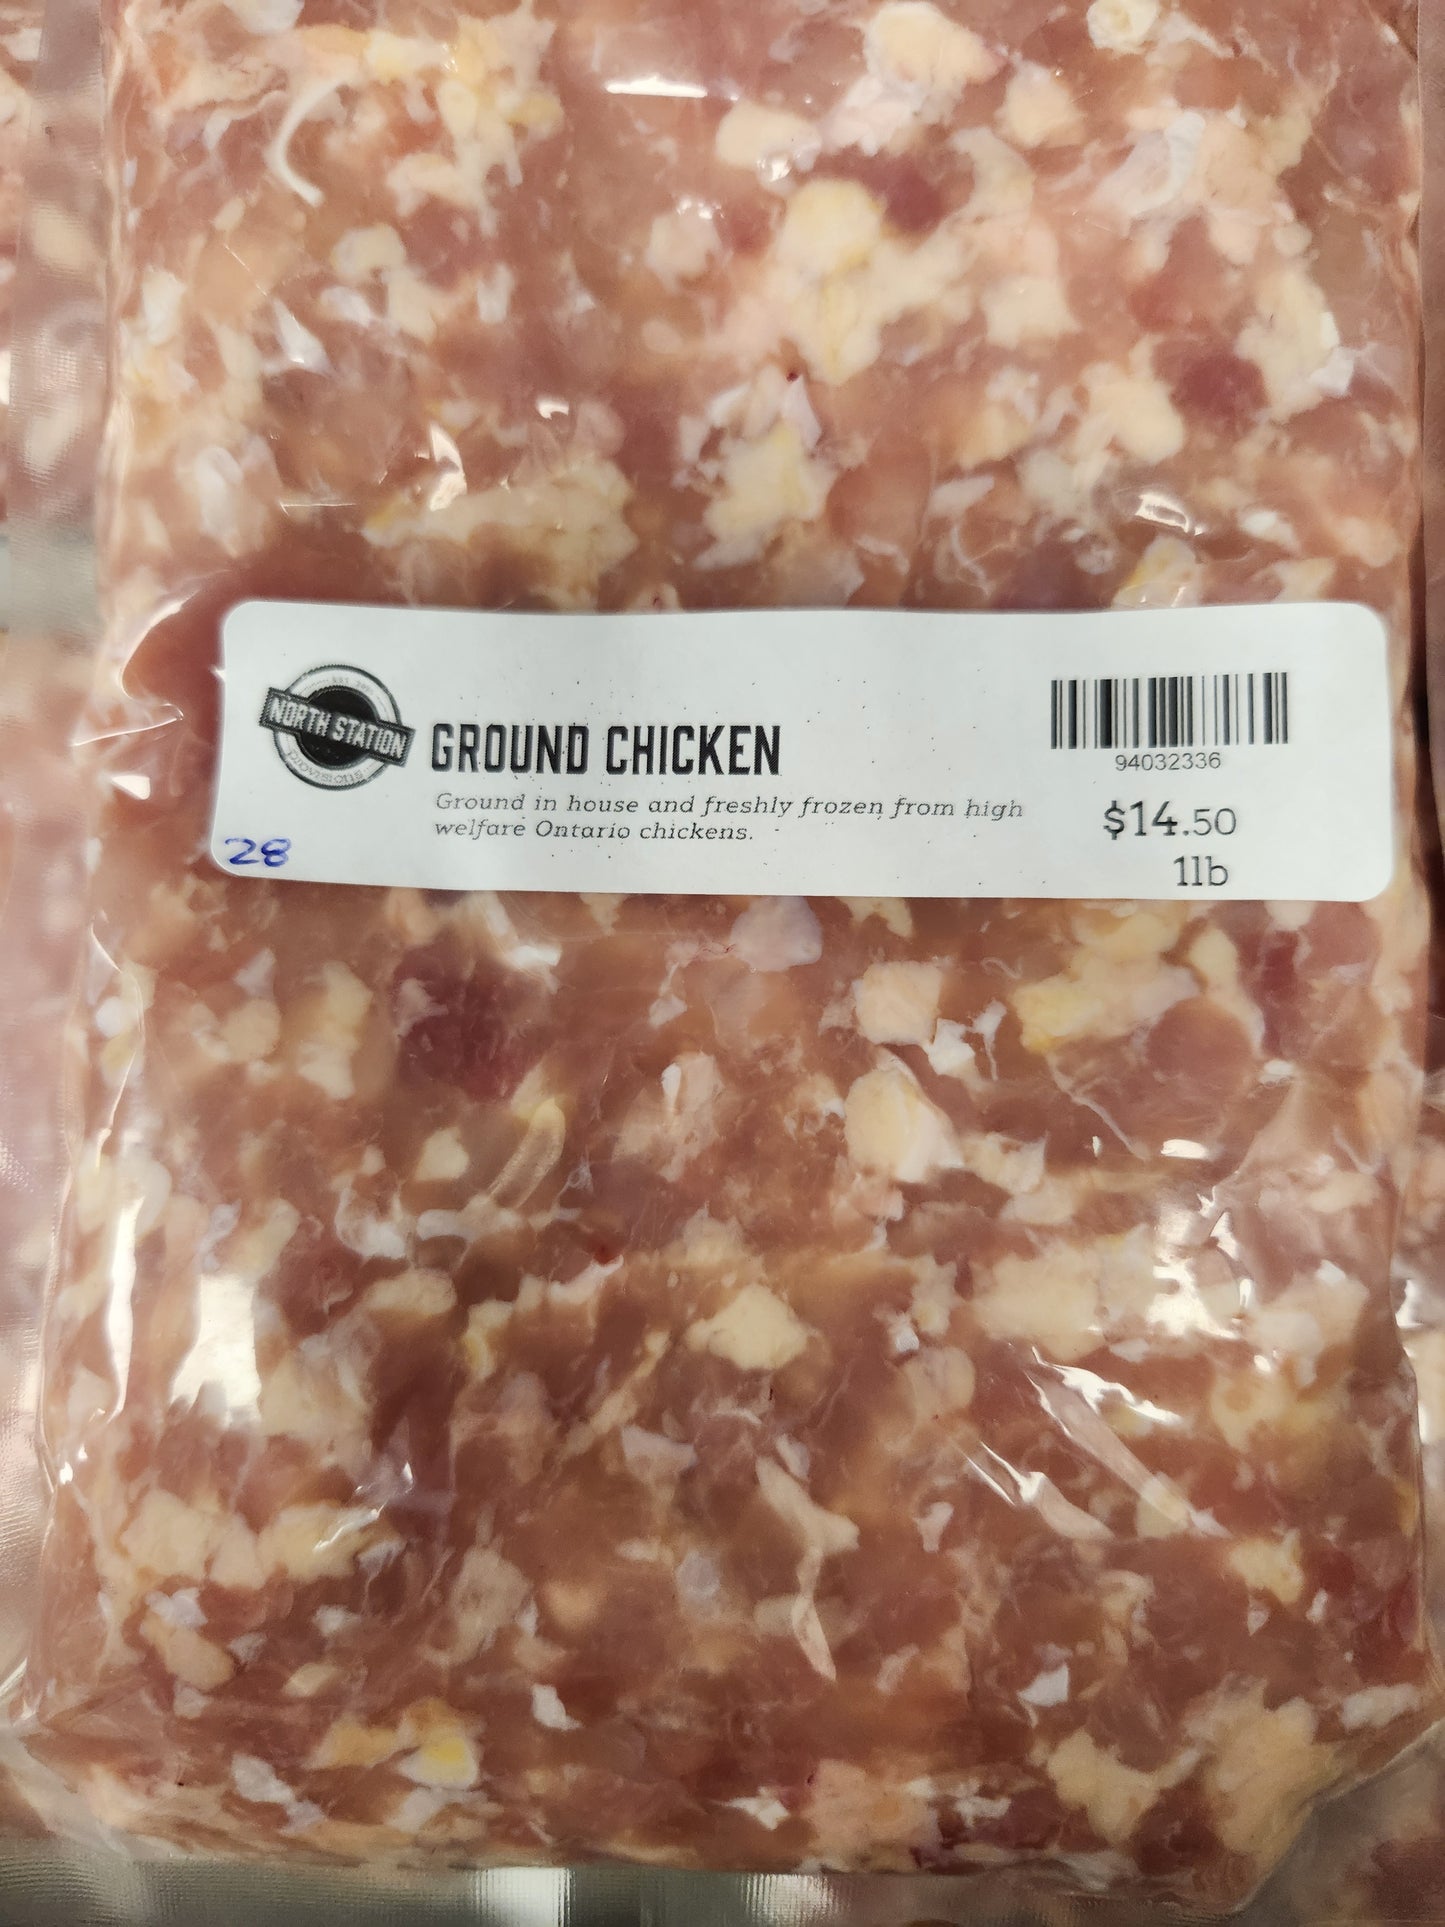 NORTH STATION
PROVISIONS
GROUND CHICKEN
Ground in house and freshly frozen from high
welfare Ontario chickens.
28
94032336
$14.50
1lb